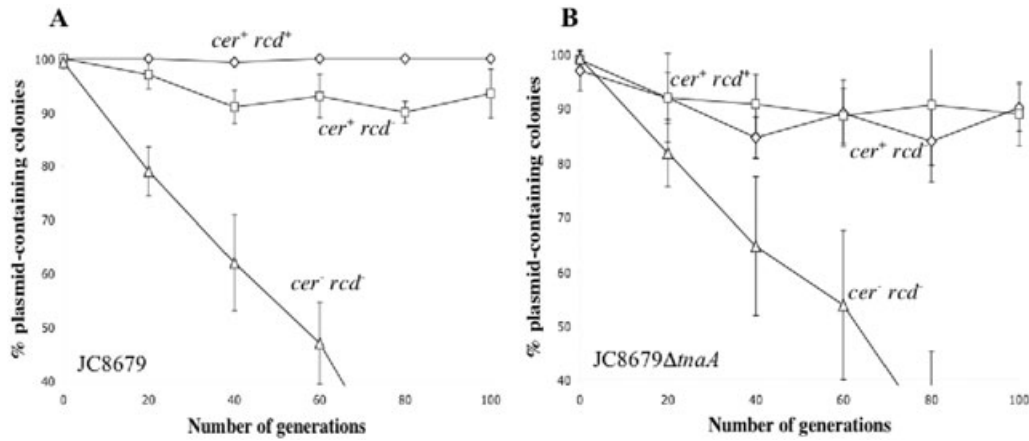 A
% plasmid-containing colonies
100
90
80
70
60
50
40
cer+ rcd+
cer+ rcd-
cer- rcd-
JC8679
0
20
40
60
80
100
Number of generations
B
% plasmid-containing colonies
100
90
80
70
60
50
40
cer+ rcd+
cer+ rcd-
cer- rcd-
JC8679ΔtnaA
0
20
40
60
80
100
Number of generations